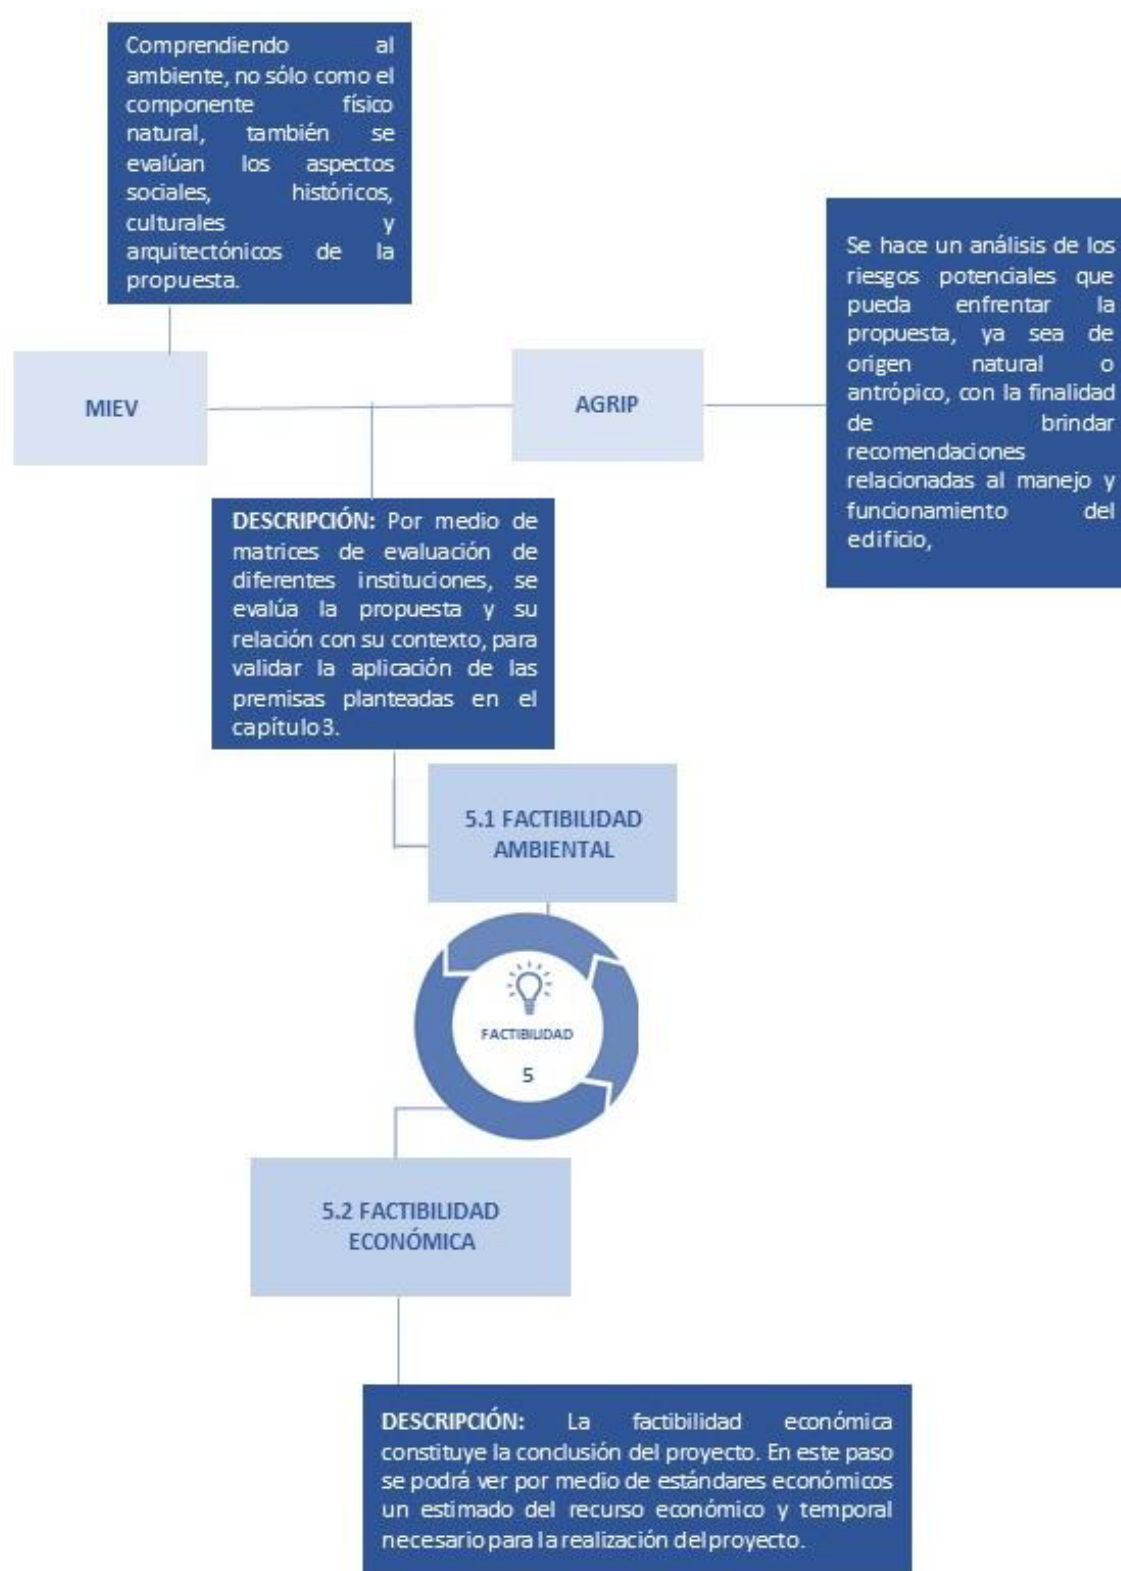 Comprendiendo al
ambiente, no sólo como el
componente físico
natural, también se
evalúan los aspectos
sociales, históricos,
culturales y
arquitectónicos de la
propuesta.
Se hace un análisis de los
riesgos potenciales que
pueda enfrentar la
propuesta, ya sea de
origen natural o
antrópico, con la finalidad
de brindar
recomendaciones
relacionadas al manejo y
funcionamiento del
edificio,
MIEV
AGRIP
DESCRIPCIÓN: Por medio de
matrices de evaluación de
diferentes instituciones, se
evalúa la propuesta y su
relación con su contexto, para
validar la aplicación de las
premisas planteadas en el
capítulo 3.
5.1 FACTIBILIDAD
AMBIENTAL
FACTIBILIDAD
5
5.2 FACTIBILIDAD
ECONÓMICA
DESCRIPCIÓN: La factibilidad económica
constituye la conclusión del proyecto. En este paso
se podrá ver por medio de estándares económicos
un estimado del recurso económico y temporal
necesario para la realización del proyecto.